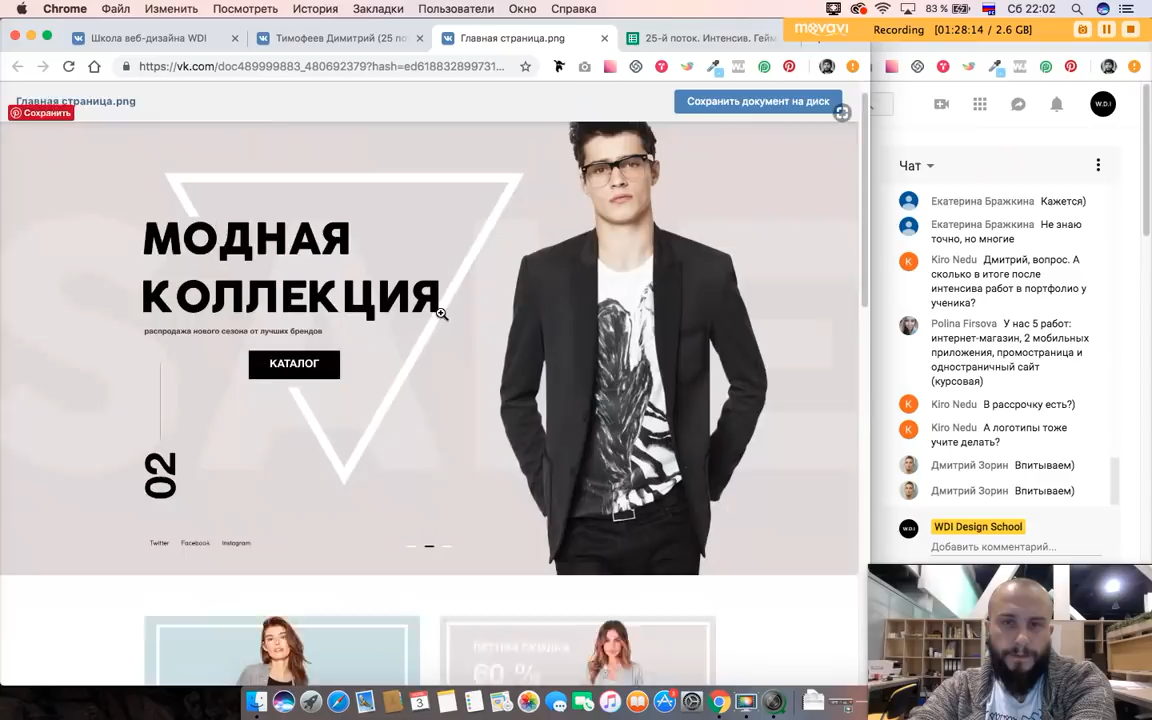 Chrome Файл Изменить Посмотреть История Закладки Пользователи Окно Справка 83 % Сб 22:02
movavi Recording [01:28:14 / 2.6 GB]
Школа веб-дизайна WDI
Тимофеев Димитрий (25 по
Главная страница.png
25-й поток. Интенсив. Гейм
https://vk.com/doc489999883_480692379?hash=ed618832899731...
Главная страница.png
Сохранить
Сохранить документ на диск
SALE
МОДНАЯ
КОЛЛЕКЦИЯ
распродажа нового сезона от лучших брендов
КАТАЛОГ
02
Twitter Facebook Instagram
ЛЕТНЯЯ СКИДКА
60 %
W.D.I
Чат
Екатерина Бражкина Кажется)
Екатерина Бражкина Не знаю
точно, но многие
Kiro Nedu Дмитрий, вопрос. А
сколько в итоге после
интенсива работ в портфолио у
ученика?
Polina Firsova У нас 5 работ:
интернет-магазин, 2 мобильных
приложения, промостраница и
одностраничный сайт
(курсовая)
Kiro Nedu В рассрочку есть?)
Kiro Nedu А логотипы тоже
учите делать?
Дмитрий Зорин Впитываем)
Дмитрий Зорин Впитываем)
WDI Design School
Добавить комментарий...